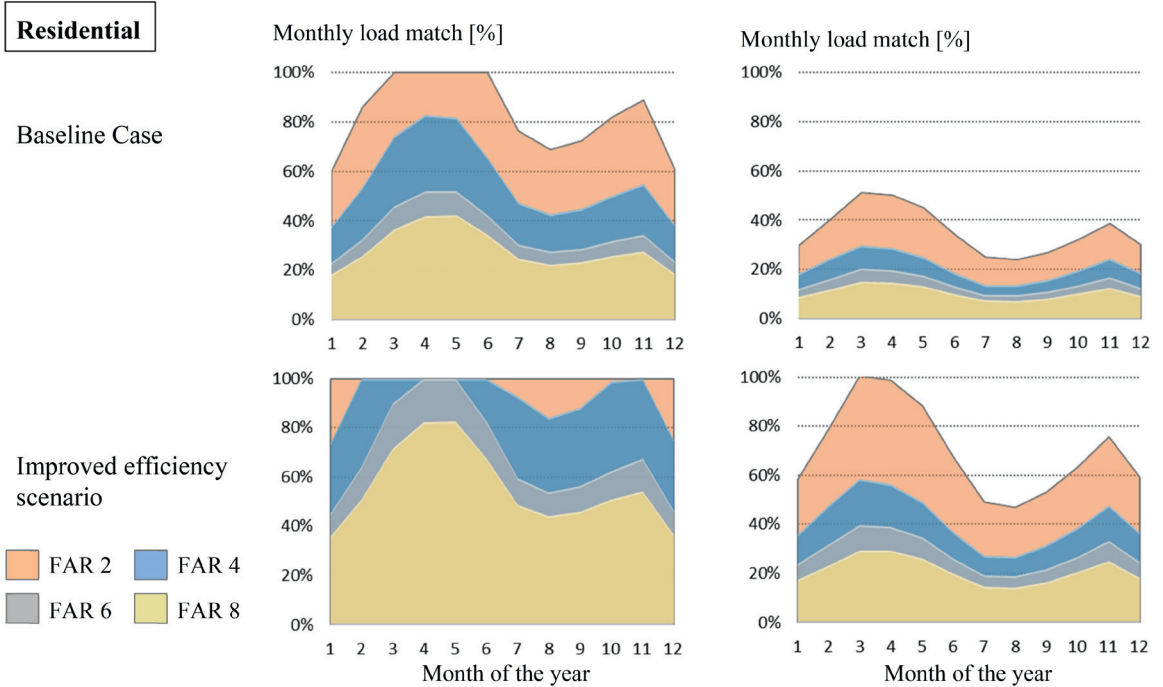 Residential
Monthly load match [%]
Monthly load match [%]
Baseline Case
100%
80%
60%
40%
20%
0%
1 2 3 4 5 6 7 8 9 10 11 12
100%
80%
60%
40%
20%
0%
1 2 3 4 5 6 7 8 9 10 11 12
Improved efficiency
scenario
100%
80%
60%
40%
20%
0%
1 2 3 4 5 6 7 8 9 10 11 12
Month of the year
100%
80%
60%
40%
20%
0%
1 2 3 4 5 6 7 8 9 10 11 12
Month of the year
FAR 2
FAR 4
FAR 6
FAR 8